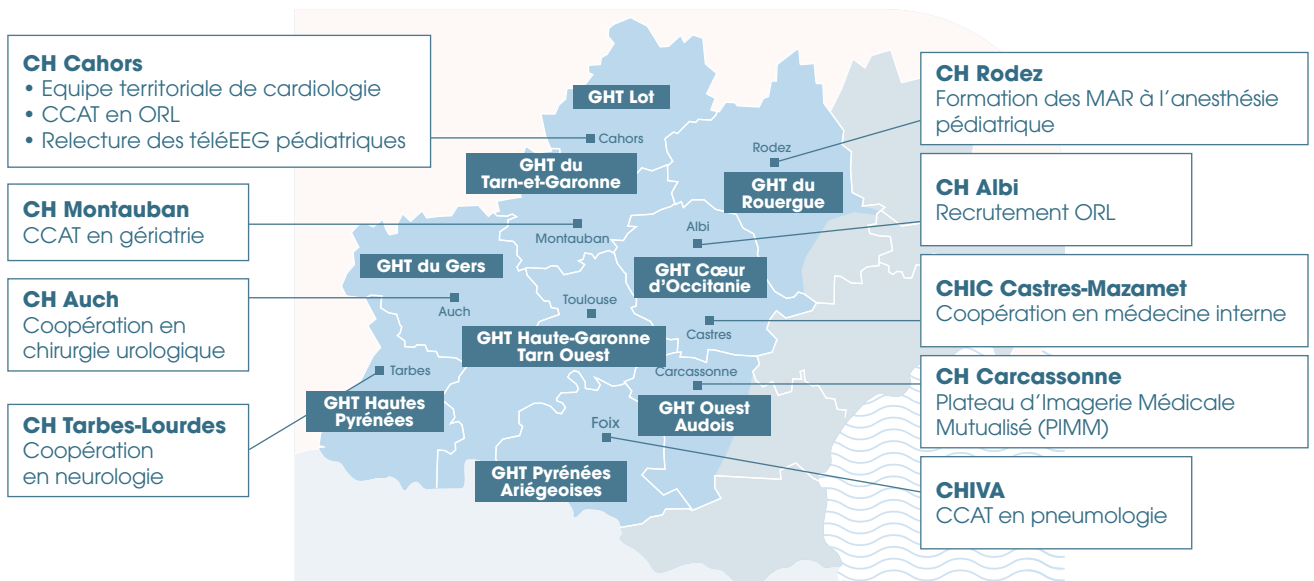 CH Cahors
• Equipe territoriale de cardiologie
• CCAT en ORL
• Relecture des téléEEG pédiatriques
CH Montauban
CCAT en gériatrie
CH Auch
Coopération en
chirurgie urologique
CH Tarbes-Lourdes
Coopération
en neurologie
GHT Lot
Cahors
GHT du
Tarn-et-Garonne
Rodez
GHT du
Rouergue
Montauban
Albi
GHT du Gers
GHT Cœur
d’Occitanie
Auch
Toulouse
Castres
GHT Haute-Garonne
Tarn Ouest
Tarbes
Carcassonne
GHT Hautes
Pyrénées
GHT Ouest
Audois
Foix
GHT Pyrénées
Ariégeoises
CH Rodez
Formation des MAR à l’anesthésie
pédiatrique
CH Albi
Recrutement ORL
CHIC Castres-Mazamet
Coopération en médecine interne
CH Carcassonne
Plateau d’Imagerie Médicale
Mutualisé (PIMM)
CHIVA
CCAT en pneumologie